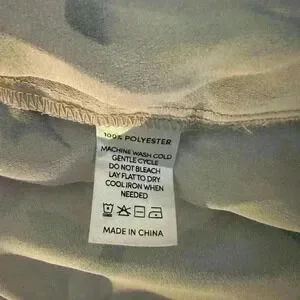 100% POLYESTER
MACHINE WASH COLD
GENTLE CYCLE
DO NOT BLEACH
LAY FLAT TO DRY
COOL IRON WHEN
NEEDED
MADE IN CHINA